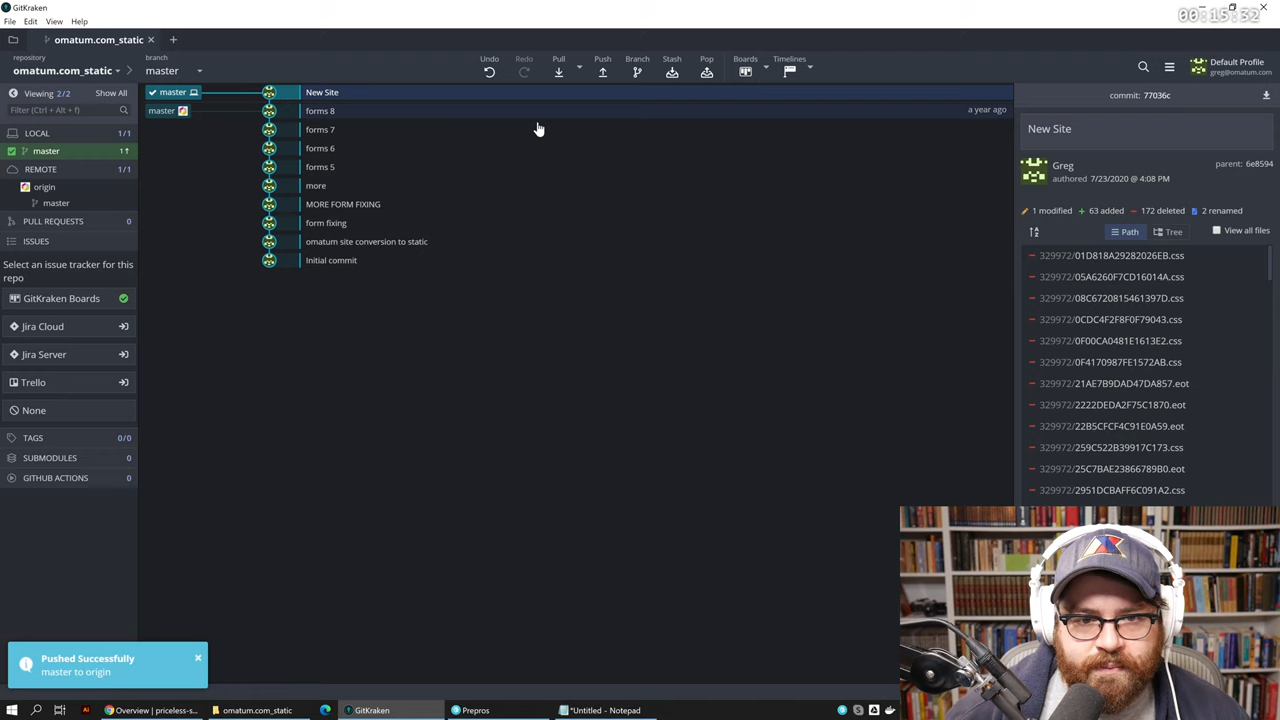 GitKraken
00:15:32
File Edit View Help
omatum.com_static
repository
omatum.com_static
branch
master
Undo Redo Pull Push Branch Stash Pop Boards Timelines
Default Profile
greg@omatum.com
Viewing 2/2 Show All
Filter (Ctrl + Alt + f)
LOCAL 1/1
master 1
REMOTE 1/1
origin
master
PULL REQUESTS
ISSUES
Select an issue tracker for this
repo
GitKraken Boards
Jira Cloud
Jira Server
Trello
None
TAGS 0/0
SUBMODULES 0
GITHUB ACTIONS 0
master New Site
master forms 8 a year ago
forms 7
forms 6
forms 5
more
MORE FORM FIXING
form fixing
omatum site conversion to static
Initial commit
commit: 77036c
New Site
Greg
authored 7/23/2020 @ 4:08 PM
parent: 6e8594
1 modified 63 added 172 deleted 2 renamed
Path Tree View all files
329972/01D818A29282026EB.css
329972/05A6260F7CD16014A.css
329972/08C6720815461397D.css
329972/0CDC4F2F8F0F79043.css
329972/0F00CA0481E1613E2.css
329972/0F4170987FE1572AB.css
329972/21AE7B9DAD47DA857.eot
329972/2222DEDA2F75C1870.eot
329972/22B5CFCF4C91E0A59.eot
329972/259C522B39917C173.css
329972/25C7BAE23866789B0.eot
329972/2951DCBAFF6C091A2.css
Pushed Successfully
master to origin
Overview | priceless-s...
omatum.com_static
GitKraken
Prepros
*Untitled - Notepad